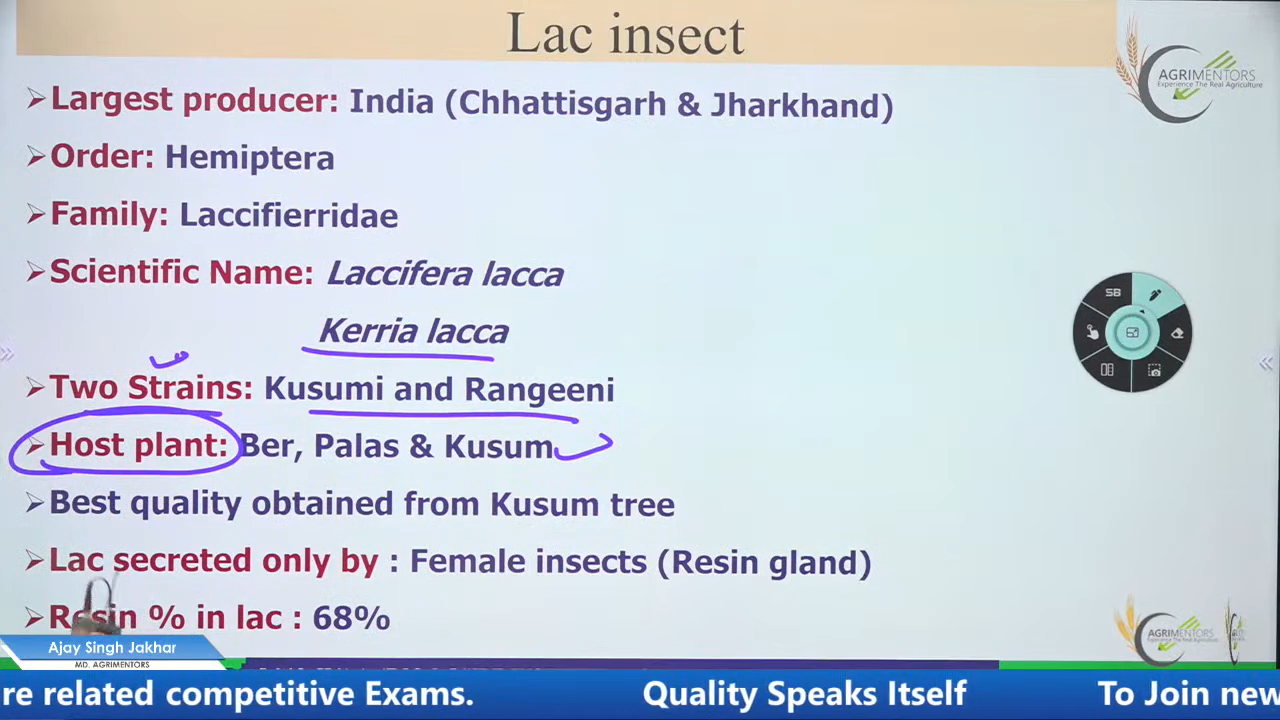 Lac insect
AGRIMENTORS
Experience The Real Agriculture
➢Largest producer: India (Chhattisgarh & Jharkhand)
➢Order: Hemiptera
➢Family: Laccifierridae
➢Scientific Name: Laccifera lacca
SB
Kerria lacca
➢Two Strains: Kusumi and Rangeeni
➢Host plant: Ber, Palas & Kusum
➢Best quality obtained from Kusum tree
➢Lac secreted only by : Female insects (Resin gland)
➢Resin % in lac : 68%
AGRIMENTORS
Ajay Singh Jakhar
MD. AGRIMENTORS
re related competitive Exams. Quality Speaks Itself To Join new